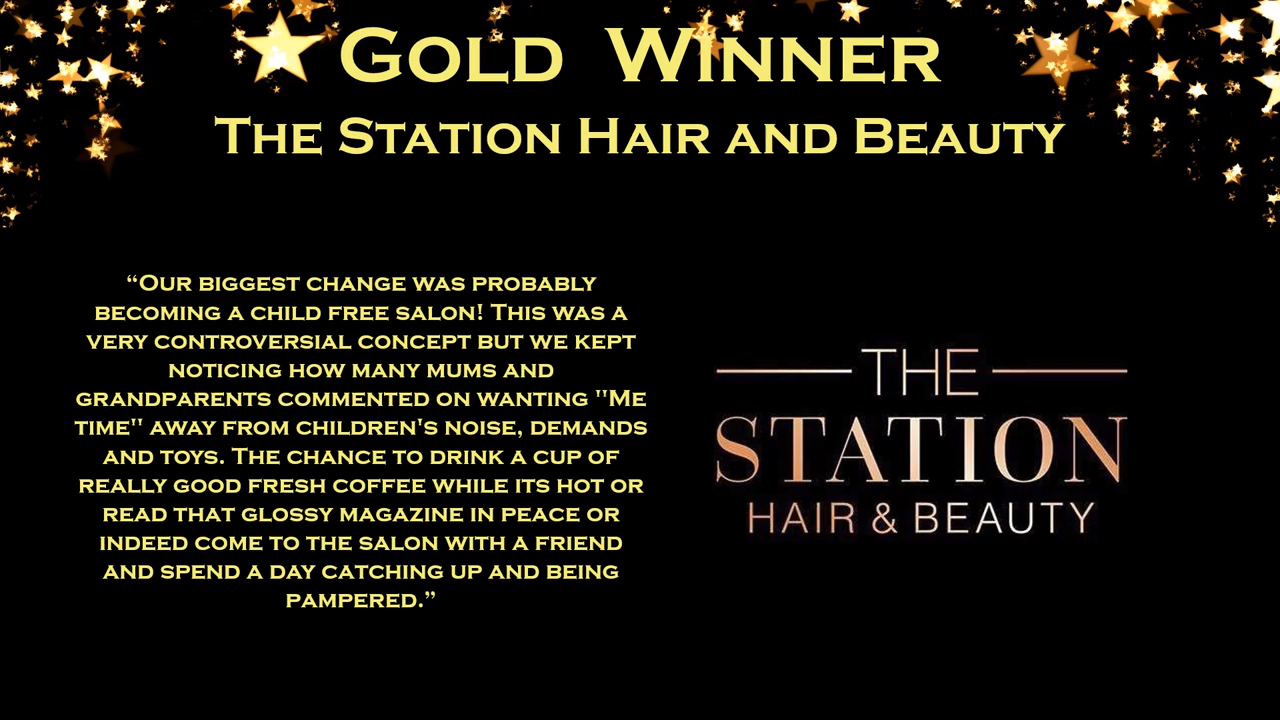 Gold Winner
The Station Hair and Beauty
“Our biggest change was probably
becoming a child free salon! This was a
very controversial concept but we kept
noticing how many mums and
grandparents commented on wanting "Me
time" away from children's noise, demands
and toys. The chance to drink a cup of
really good fresh coffee while its hot or
read that glossy magazine in peace or
indeed come to the salon with a friend
and spend a day catching up and being
pampered.”
THE
STATION
HAIR & BEAUTY